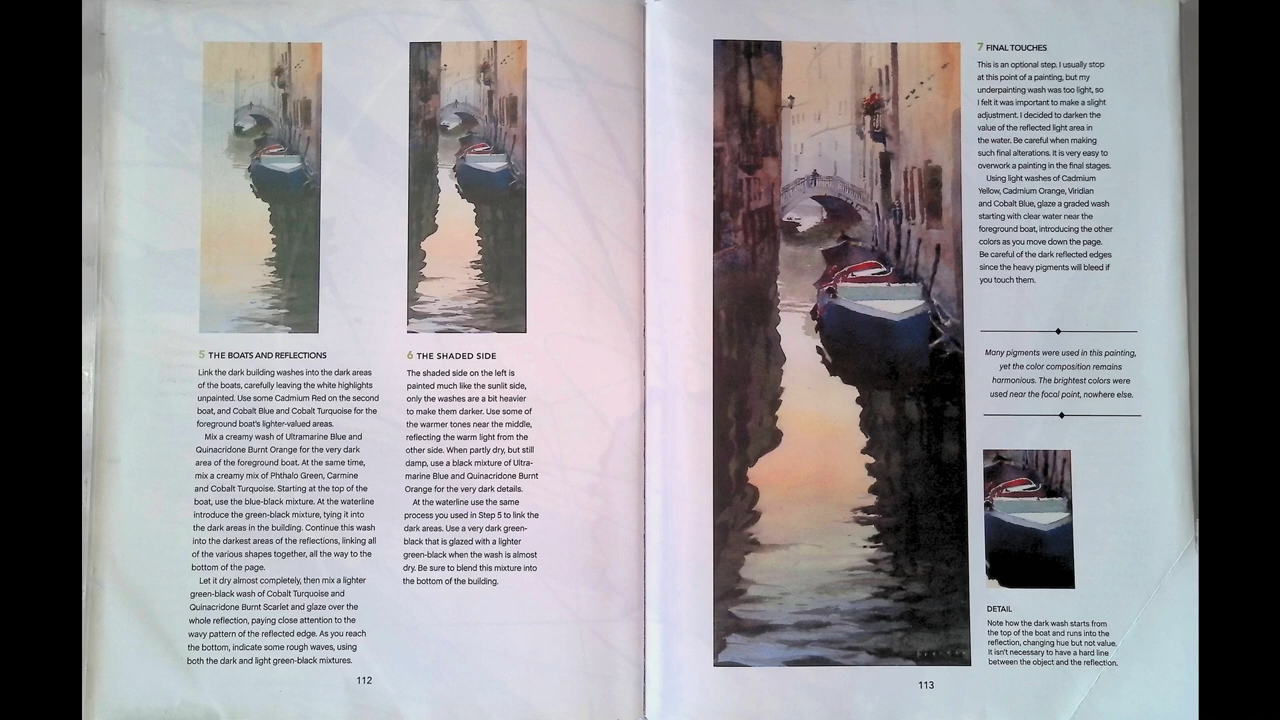 5 THE BOATS AND REFLECTIONS
Link the dark building washes into the dark areas
of the boats, carefully leaving the white highlights
unpainted. Use some Cadmium Red on the second
boat, and Cobalt Blue and Cobalt Turquoise for the
foreground boat's lighter-valued areas.
Mix a creamy wash of Ultramarine Blue and
Quinacridone Burnt Orange for the very dark
area of the foreground boat. At the same time,
mix a creamy mix of Phthalo Green, Carmine
and Cobalt Turquoise. Starting at the top of the
boat, use the blue-black mixture. At the waterline
introduce the green-black mixture, tying it into
the dark areas in the building. Continue this wash
into the darkest areas of the reflections, linking all
of the various shapes together, all the way to the
bottom of the page.
Let it dry almost completely, then mix a lighter
green-black wash of Cobalt Turquoise and
Quinacridone Burnt Scarlet and glaze over the
whole reflection, paying close attention to the
wavy pattern of the reflected edge. As you reach
the bottom, indicate some rough waves, using
both the dark and light green-black mixtures.
6 THE SHADED SIDE
The shaded side on the left is
painted much like the sunlit side,
only the washes are a bit heavier
to make them darker. Use some of
the warmer tones near the middle,
reflecting the warm light from the
other side. When partly dry, but still
damp, use a black mixture of Ultra-
marine Blue and Quinacridone Burnt
Orange for the very dark details.
At the waterline use the same
process you used in Step 5 to link the
dark areas. Use a very dark green-
black that is glazed with a lighter
green-black when the wash is almost
dry. Be sure to blend this mixture into
the bottom of the building.
112
7 FINAL TOUCHES
This is an optional step. I usually stop
at this point of a painting, but my
underpainting wash was too light, so
I felt it was important to make a slight
adjustment. I decided to darken the
value of the reflected light area in
the water. Be careful when making
such final alterations. It is very easy to
overwork a painting in the final stages.
Using light washes of Cadmium
Yellow, Cadmium Orange, Viridian
and Cobalt Blue, glaze a graded wash
starting with clear water near the
foreground boat, introducing the other
colors as you move down the page.
Be careful of the dark reflected edges
since the heavy pigments will bleed if
you touch them.
Many pigments were used in this painting,
yet the color composition remains
harmonious. The brightest colors were
used near the focal point, nowhere else.
DETAIL
Note how the dark wash starts from
the top of the boat and runs into the
reflection, changing hue but not value.
It isn't necessary to have a hard line
between the object and the reflection.
113